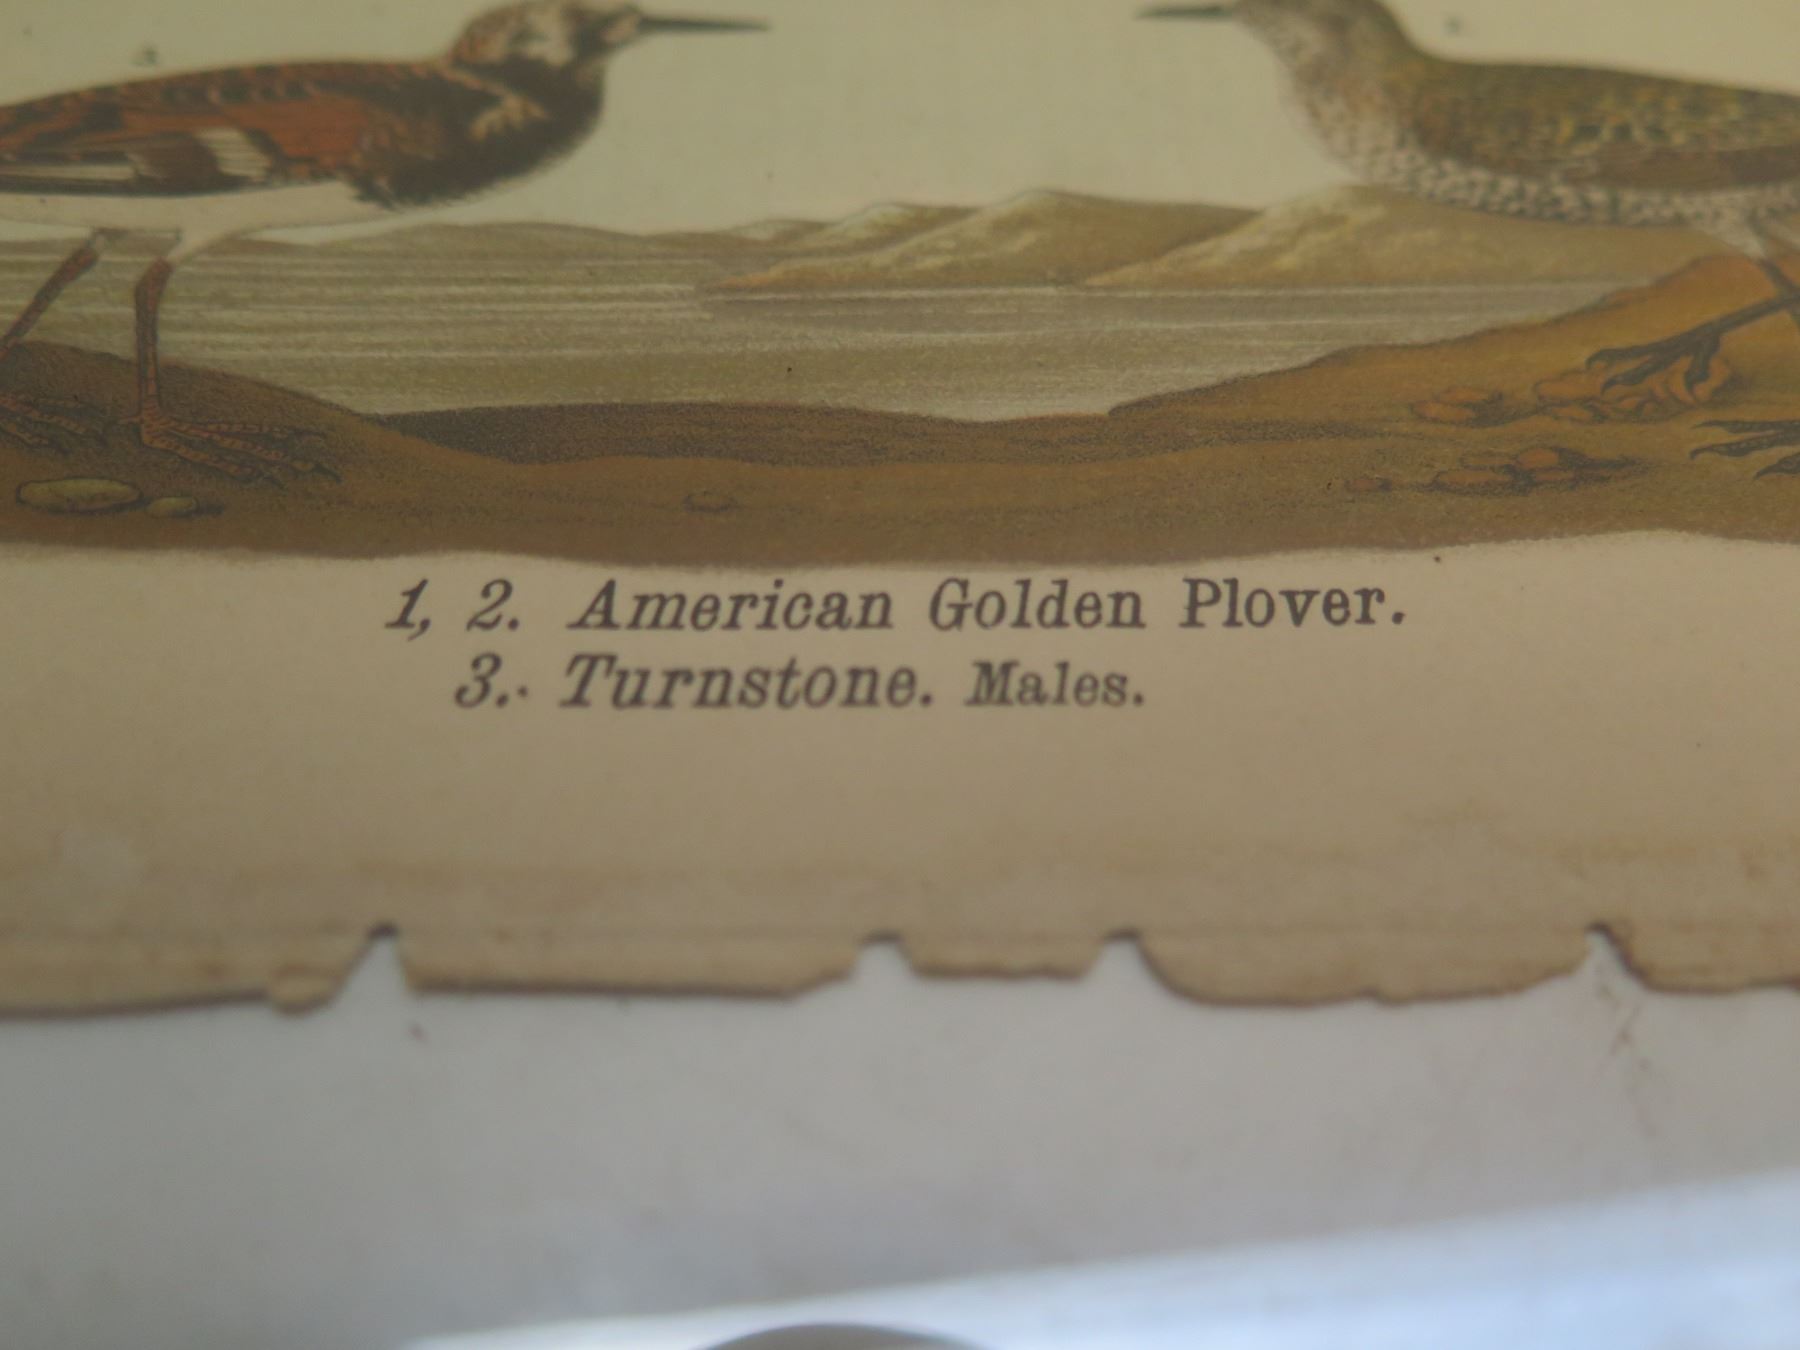 1, 2. American Golden Plover.
3. Turnstone. Males.